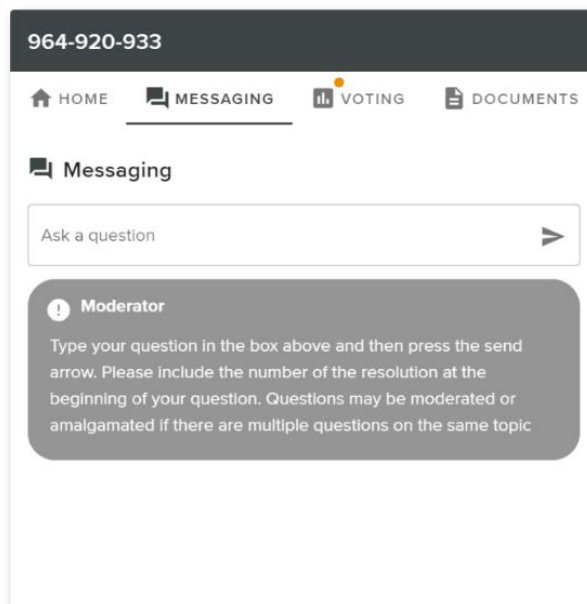 964-920-933
HOME MESSAGING VOTING DOCUMENTS
Messaging
Ask a question
Moderator
Type your question in the box above and then press the send
arrow. Please include the number of the resolution at the
beginning of your question. Questions may be moderated or
amalgamated if there are multiple questions on the same topic